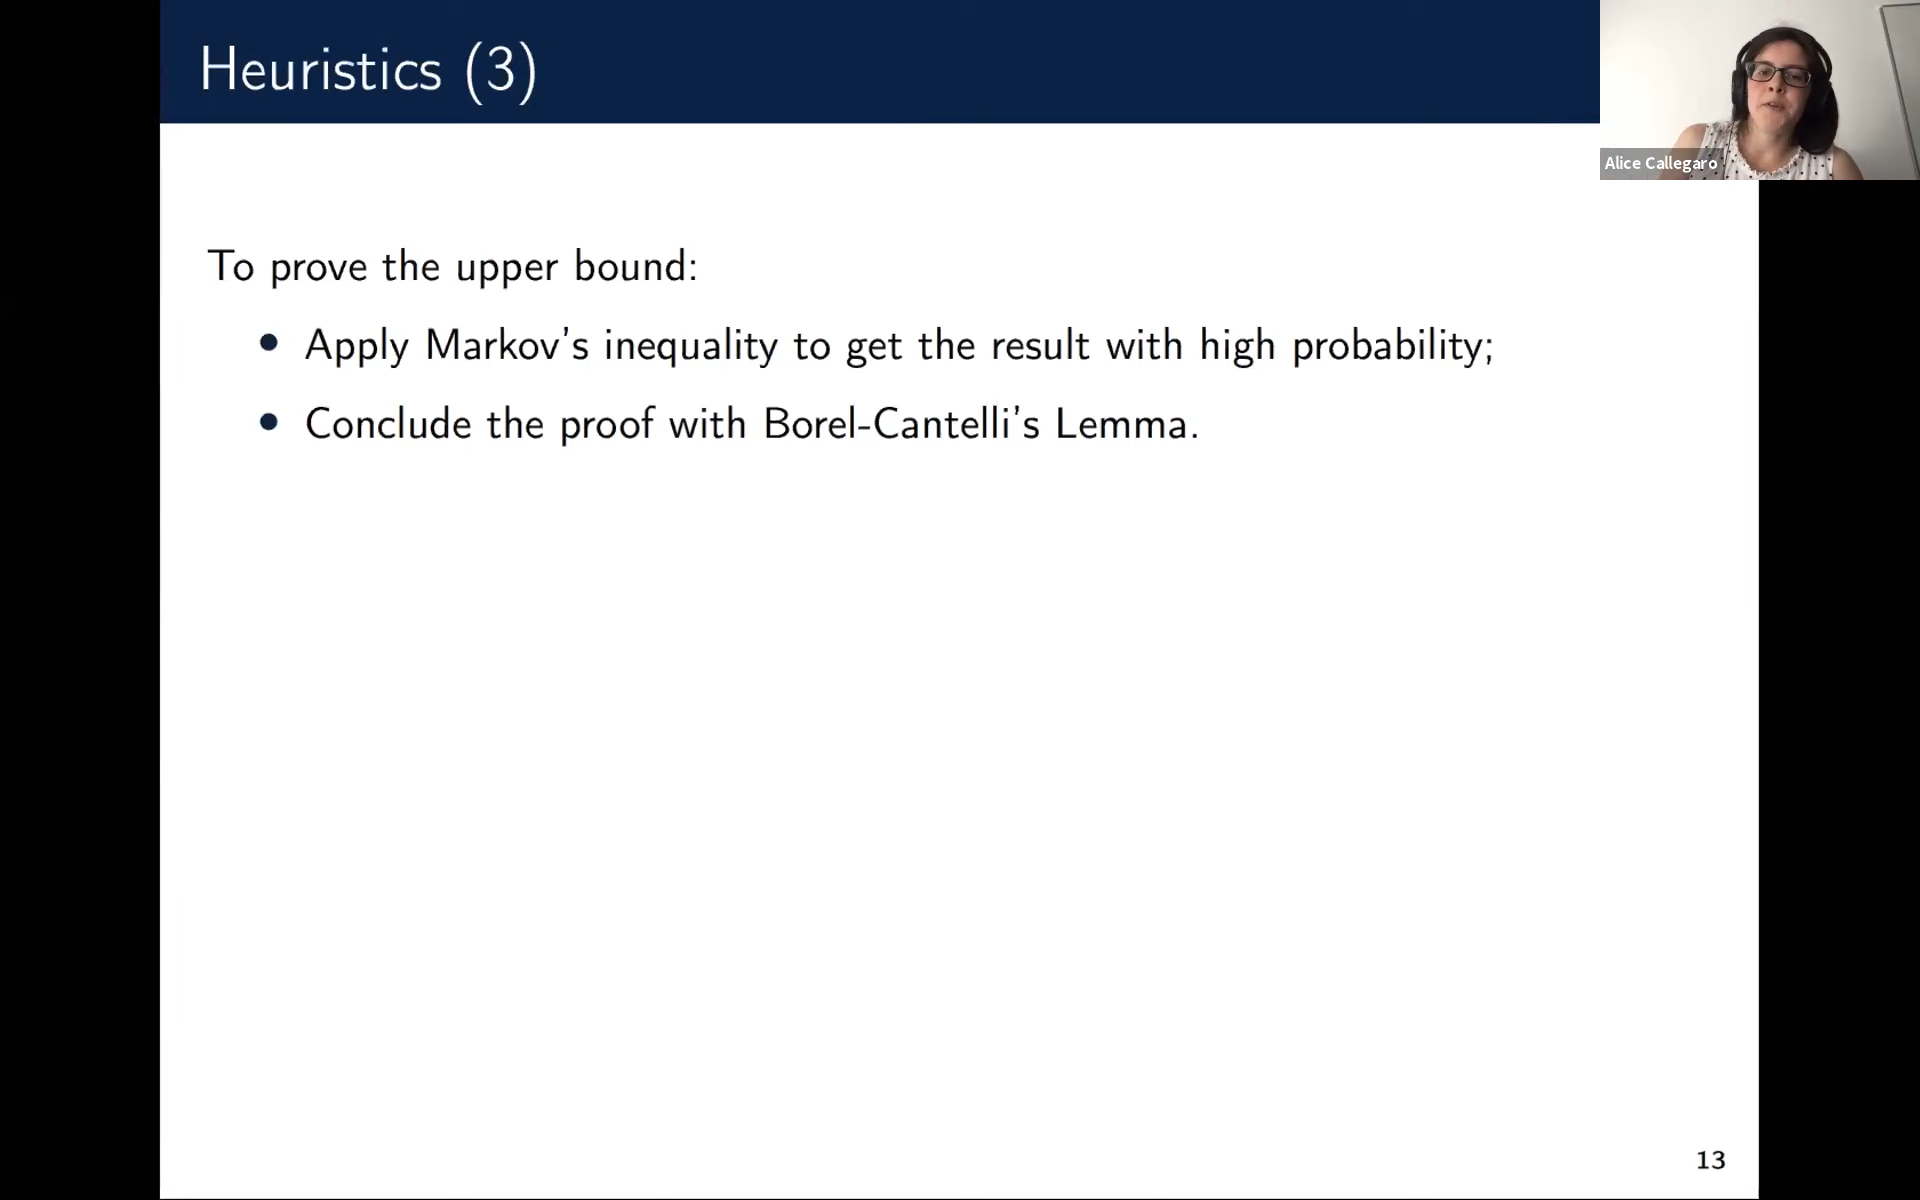 Heuristics (3)
Alice Callegaro
To prove the upper bound:
• Apply Markov's inequality to get the result with high probability;
• Conclude the proof with Borel-Cantelli's Lemma.
13